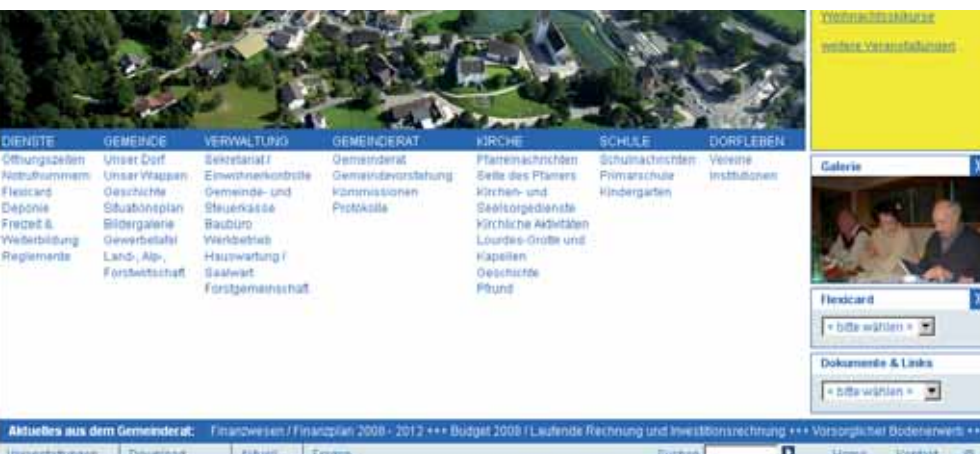 Weihnachtsskikurse
weitere Veranstaltungen
DIENSTE
Öffnungszeiten
Notrufnummern
Flexicard
Deponie
Freizeit &
Weiterbildung
Reglemente
GEMEINDE
Unser Dorf
Unser Wappen
Geschichte
Situationsplan
Bildergalerie
Gewerbetafel
Land-, Alp-,
Forstwirtschaft
VERWALTUNG
Sekretariat /
Einwohnerkontrolle
Gemeinde- und
Steuerkasse
Baubüro
Werkbetrieb
Hauswartung /
Saalwart
Forstgemeinschaft
GEMEINDERAT
Gemeinderat
Gemeindevorstehung
Kommissionen
Protokolle
KIRCHE
Pfarreinachrichten
Seite des Pfarrers
Kirchen- und
Seelsorgedienste
Kirchliche Aktivitäten
Lourdes-Grotte und
Kapellen
Geschichte
Pfrund
SCHULE
Schulnachrichten
Primarschule
Kindergarten
DORFLEBEN
Vereine
Institutionen
Galerie
Flexicard
« bitte wählen »
Dokumente & Links
« bitte wählen »
Aktuelles aus dem Gemeinderat: Finanzwesen / Finanzplan 2008 - 2012 +++ Budget 2008 / Laufende Rechnung und Investitionsrechnung +++ Vorsorglicher Bodenerwerb ++
Veranstaltungen Download Aktuell Suchen Home Kontakt